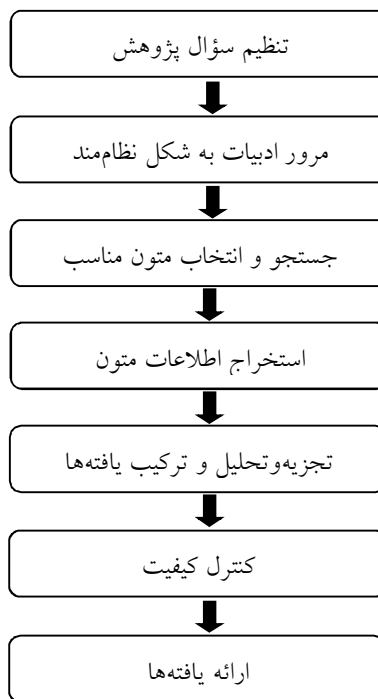 تنظیم سؤال پژوهش
مرور ادبیات به شکل نظام‌مند
جستجو و انتخاب متون مناسب
استخراج اطلاعات متون
تجزیه‌وتحلیل و ترکیب یافته‌ها
کنترل کیفیت
ارائه یافته‌ها